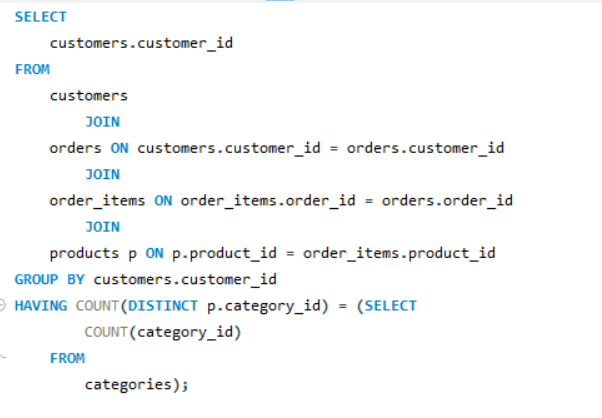 SELECT
customers.customer_id
FROM
customers
JOIN
orders ON customers.customer_id = orders.customer_id
JOIN
order_items ON order_items.order_id = orders.order_id
JOIN
products p ON p.product_id = order_items.product_id
GROUP BY customers.customer_id
HAVING COUNT(DISTINCT p.category_id) = (SELECT
COUNT(category_id)
FROM
categories);